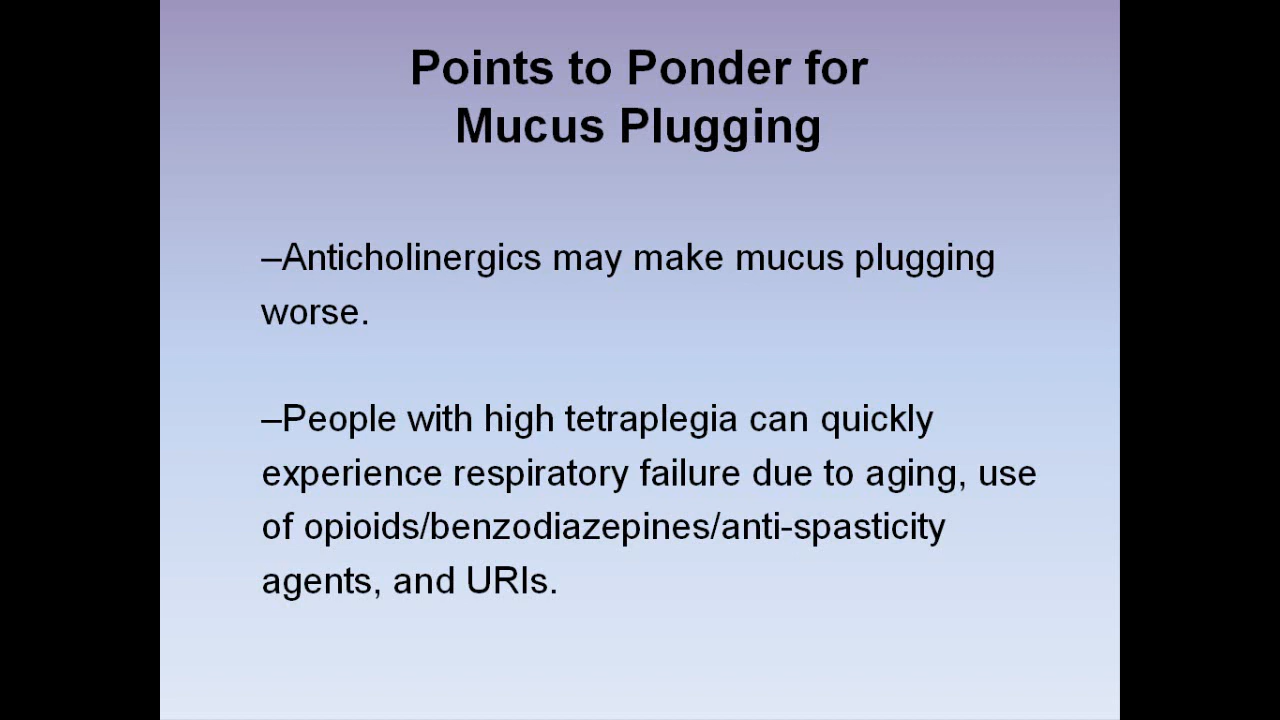 Points to Ponder for
Mucus Plugging
–Anticholinergics may make mucus plugging
worse.
–People with high tetraplegia can quickly
experience respiratory failure due to aging, use
of opioids/benzodiazepines/anti-spasticity
agents, and URIs.